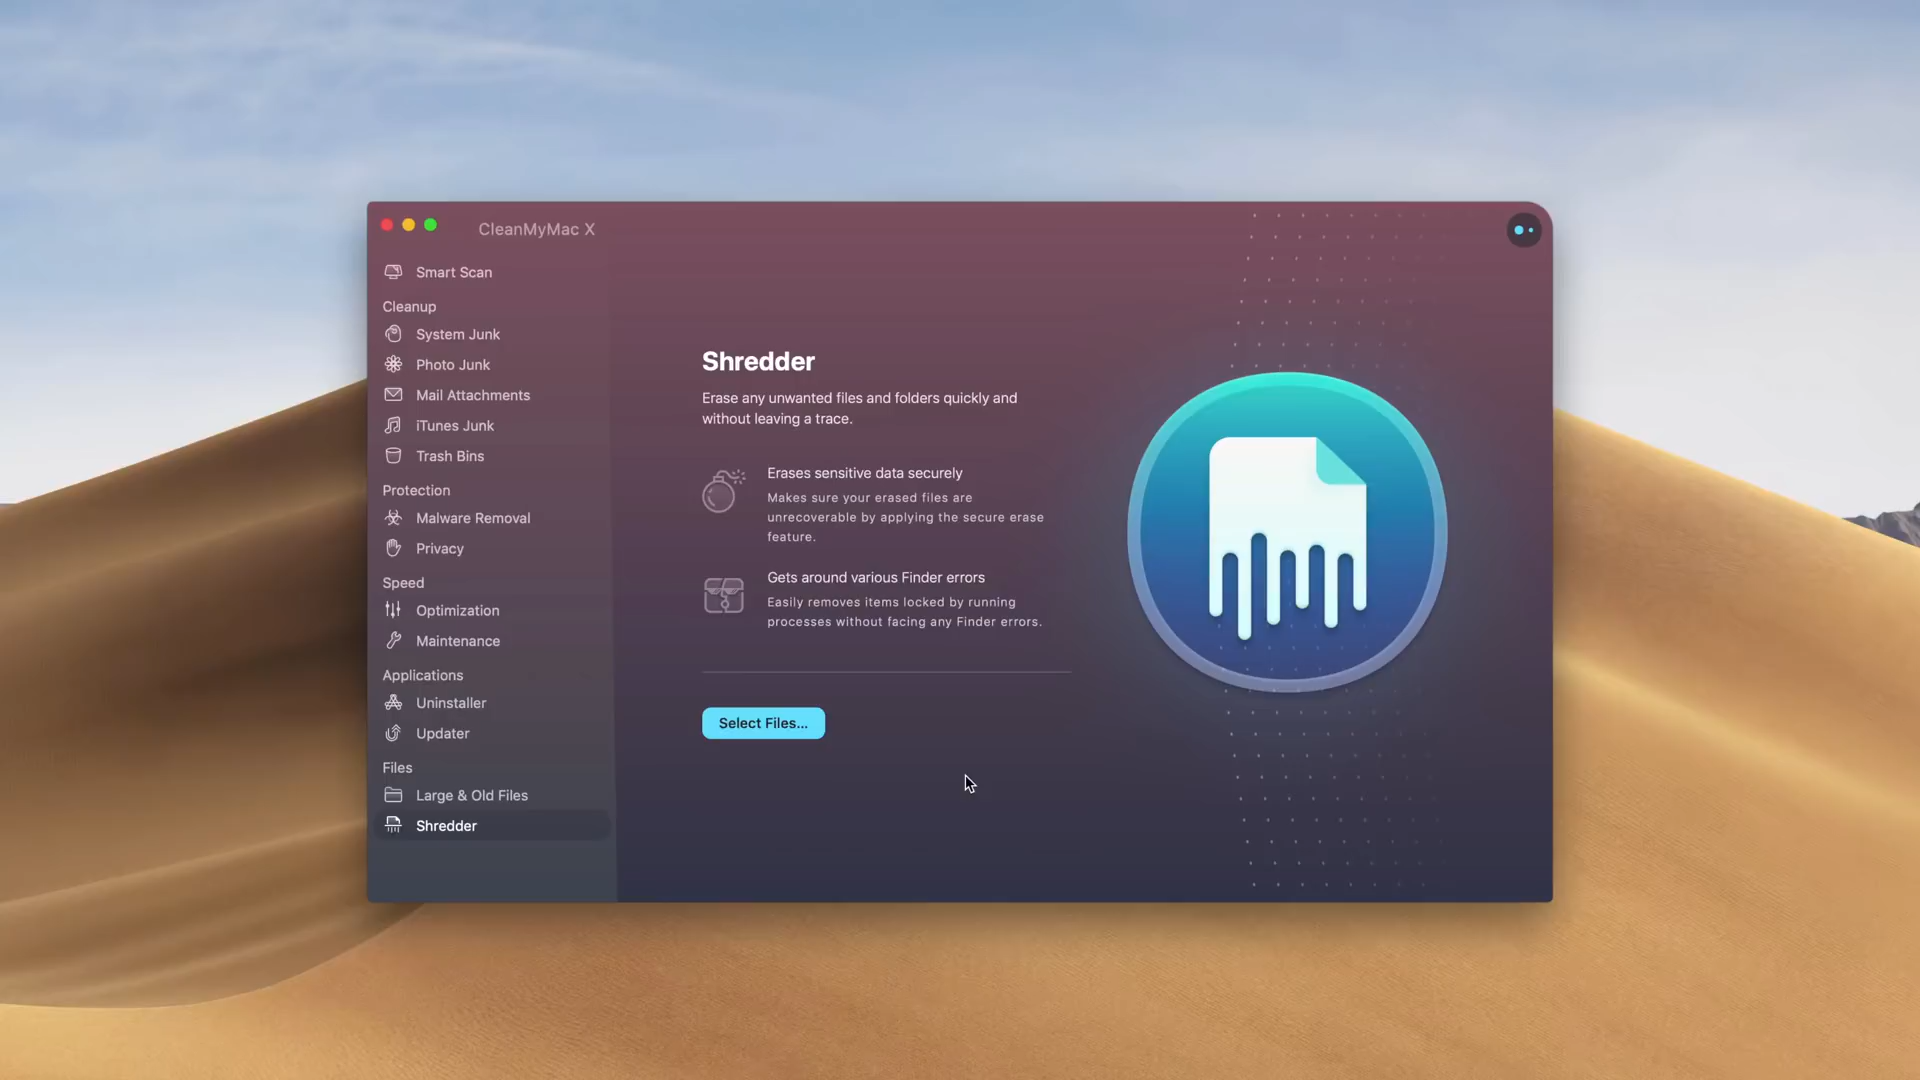 CleanMyMac X
Smart Scan
Cleanup
System Junk
Photo Junk
Mail Attachments
iTunes Junk
Trash Bins
Protection
Malware Removal
Privacy
Speed
Optimization
Maintenance
Applications
Uninstaller
Updater
Files
Large & Old Files
Shredder
Shredder
Erase any unwanted files and folders quickly and
without leaving a trace.
Erases sensitive data securely
Makes sure your erased files are
unrecoverable by applying the secure erase
feature.
Gets around various Finder errors
Easily removes items locked by running
processes without facing any Finder errors.
Select Files...